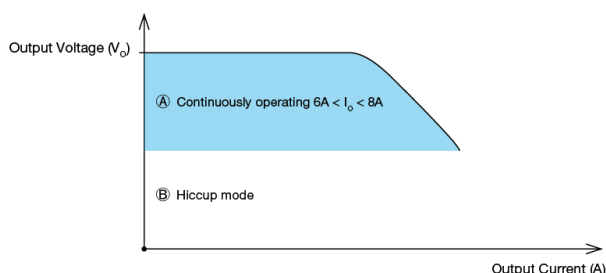 Output Voltage (Vo)
Ⓐ Continuously operating 6A < Io < 8A
Ⓑ Hiccup mode
Output Current (A)